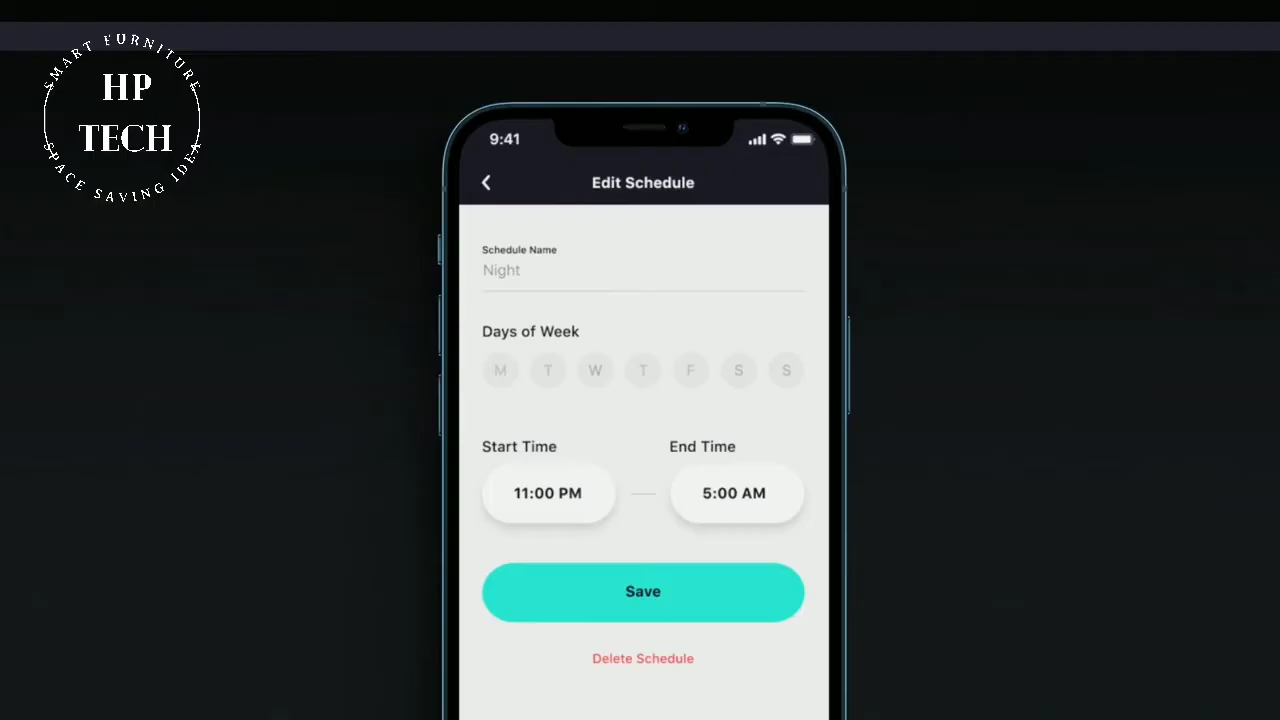 SMART FURNITURE
HP
TECH
SPACE SAVING IDEA
9:41
Edit Schedule
Schedule Name
Night
Days of Week
M T W T F S S
Start Time
End Time
11:00 PM
5:00 AM
Save
Delete Schedule